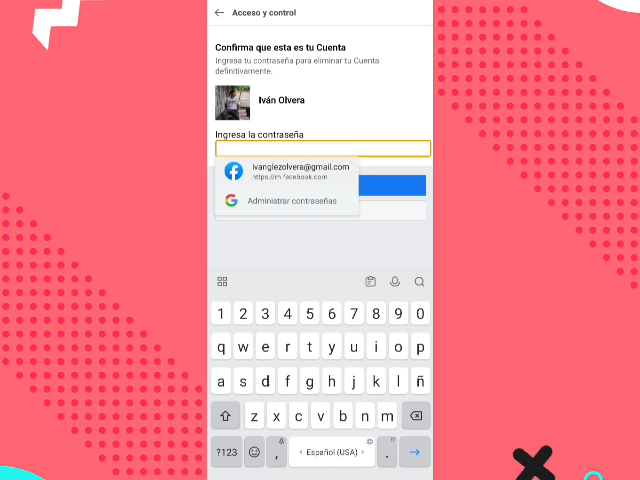 Acceso y control
Confirma que esta es tu Cuenta
Ingresa tu contraseña para eliminar tu Cuenta
definitivamente.
Iván Olvera
Ingresa la contraseña
ivanglezolvera@gmail.com
https://m.facebook.com
Administrar contraseñas
1 2 3 4 5 6 7 8 9 0
q w e r t y u i o p
a s d f g h j k l ñ
z x c v b n m
?123 , Español (USA) .